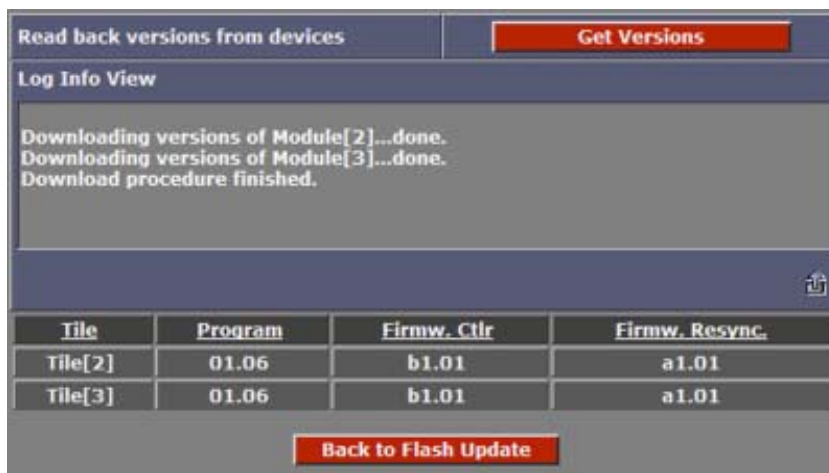 Read back versions from devices Get Versions
Log Info View
Downloading versions of Module[2]...done.
Downloading versions of Module[3]...done.
Download procedure finished.
Tile Program Firmw. Ctlr Firmw. Resync.
Tile[2] 01.06 b1.01 a1.01
Tile[3] 01.06 b1.01 a1.01
Back to Flash Update